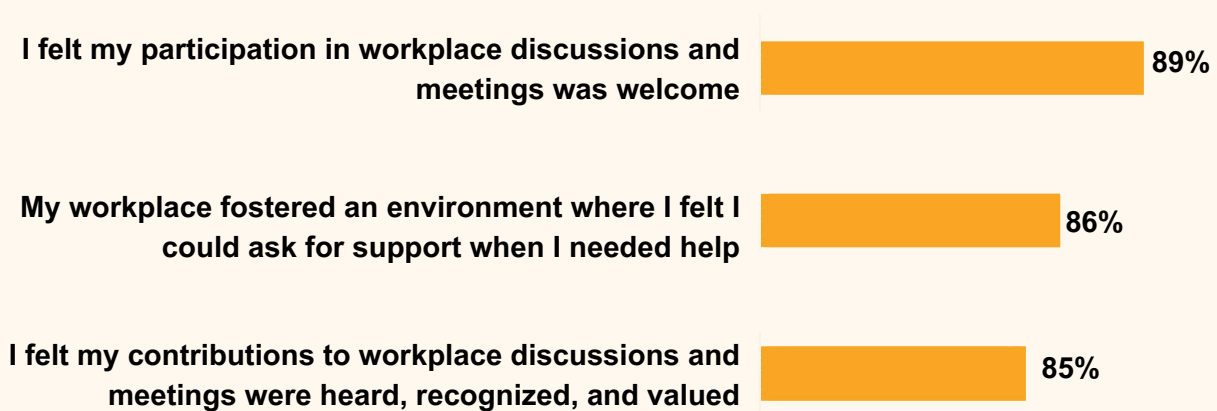 I felt my participation in workplace discussions and
meetings was welcome
89%
My workplace fostered an environment where I felt I
could ask for support when I needed help
86%
I felt my contributions to workplace discussions and
meetings were heard, recognized, and valued
85%